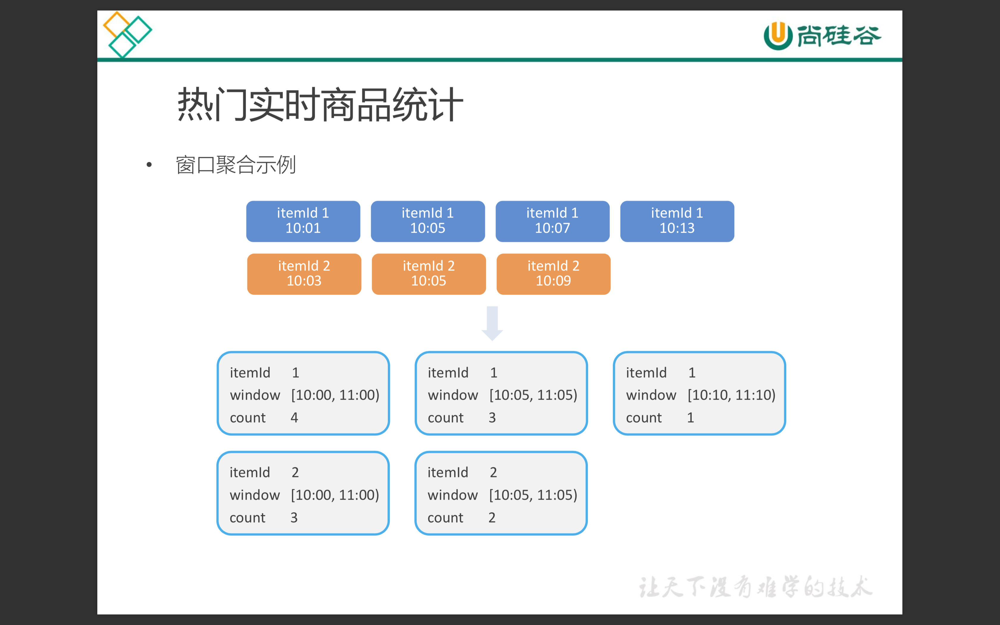 尚硅谷
热门实时商品统计
• 窗口聚合示例
itemId 1
10:01
itemId 1
10:05
itemId 1
10:07
itemId 1
10:13
itemId 2
10:03
itemId 2
10:05
itemId 2
10:09
itemId 1
window [10:00, 11:00)
count 4
itemId 1
window [10:05, 11:05)
count 3
itemId 1
window [10:10, 11:10)
count 1
itemId 2
window [10:00, 11:00)
count 3
itemId 2
window [10:05, 11:05)
count 2
让天下没有难学的技术